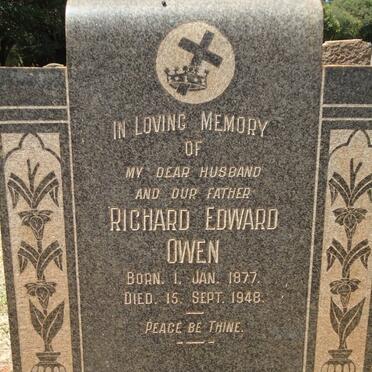 IN LOVING MEMORY
OF
MY DEAR HUSBAND
AND OUR FATHER
RICHARD EDWARD
OWEN
BORN. 1. JAN. 1877.
DIED. 15. SEPT. 1948.
PEACE BE THINE.